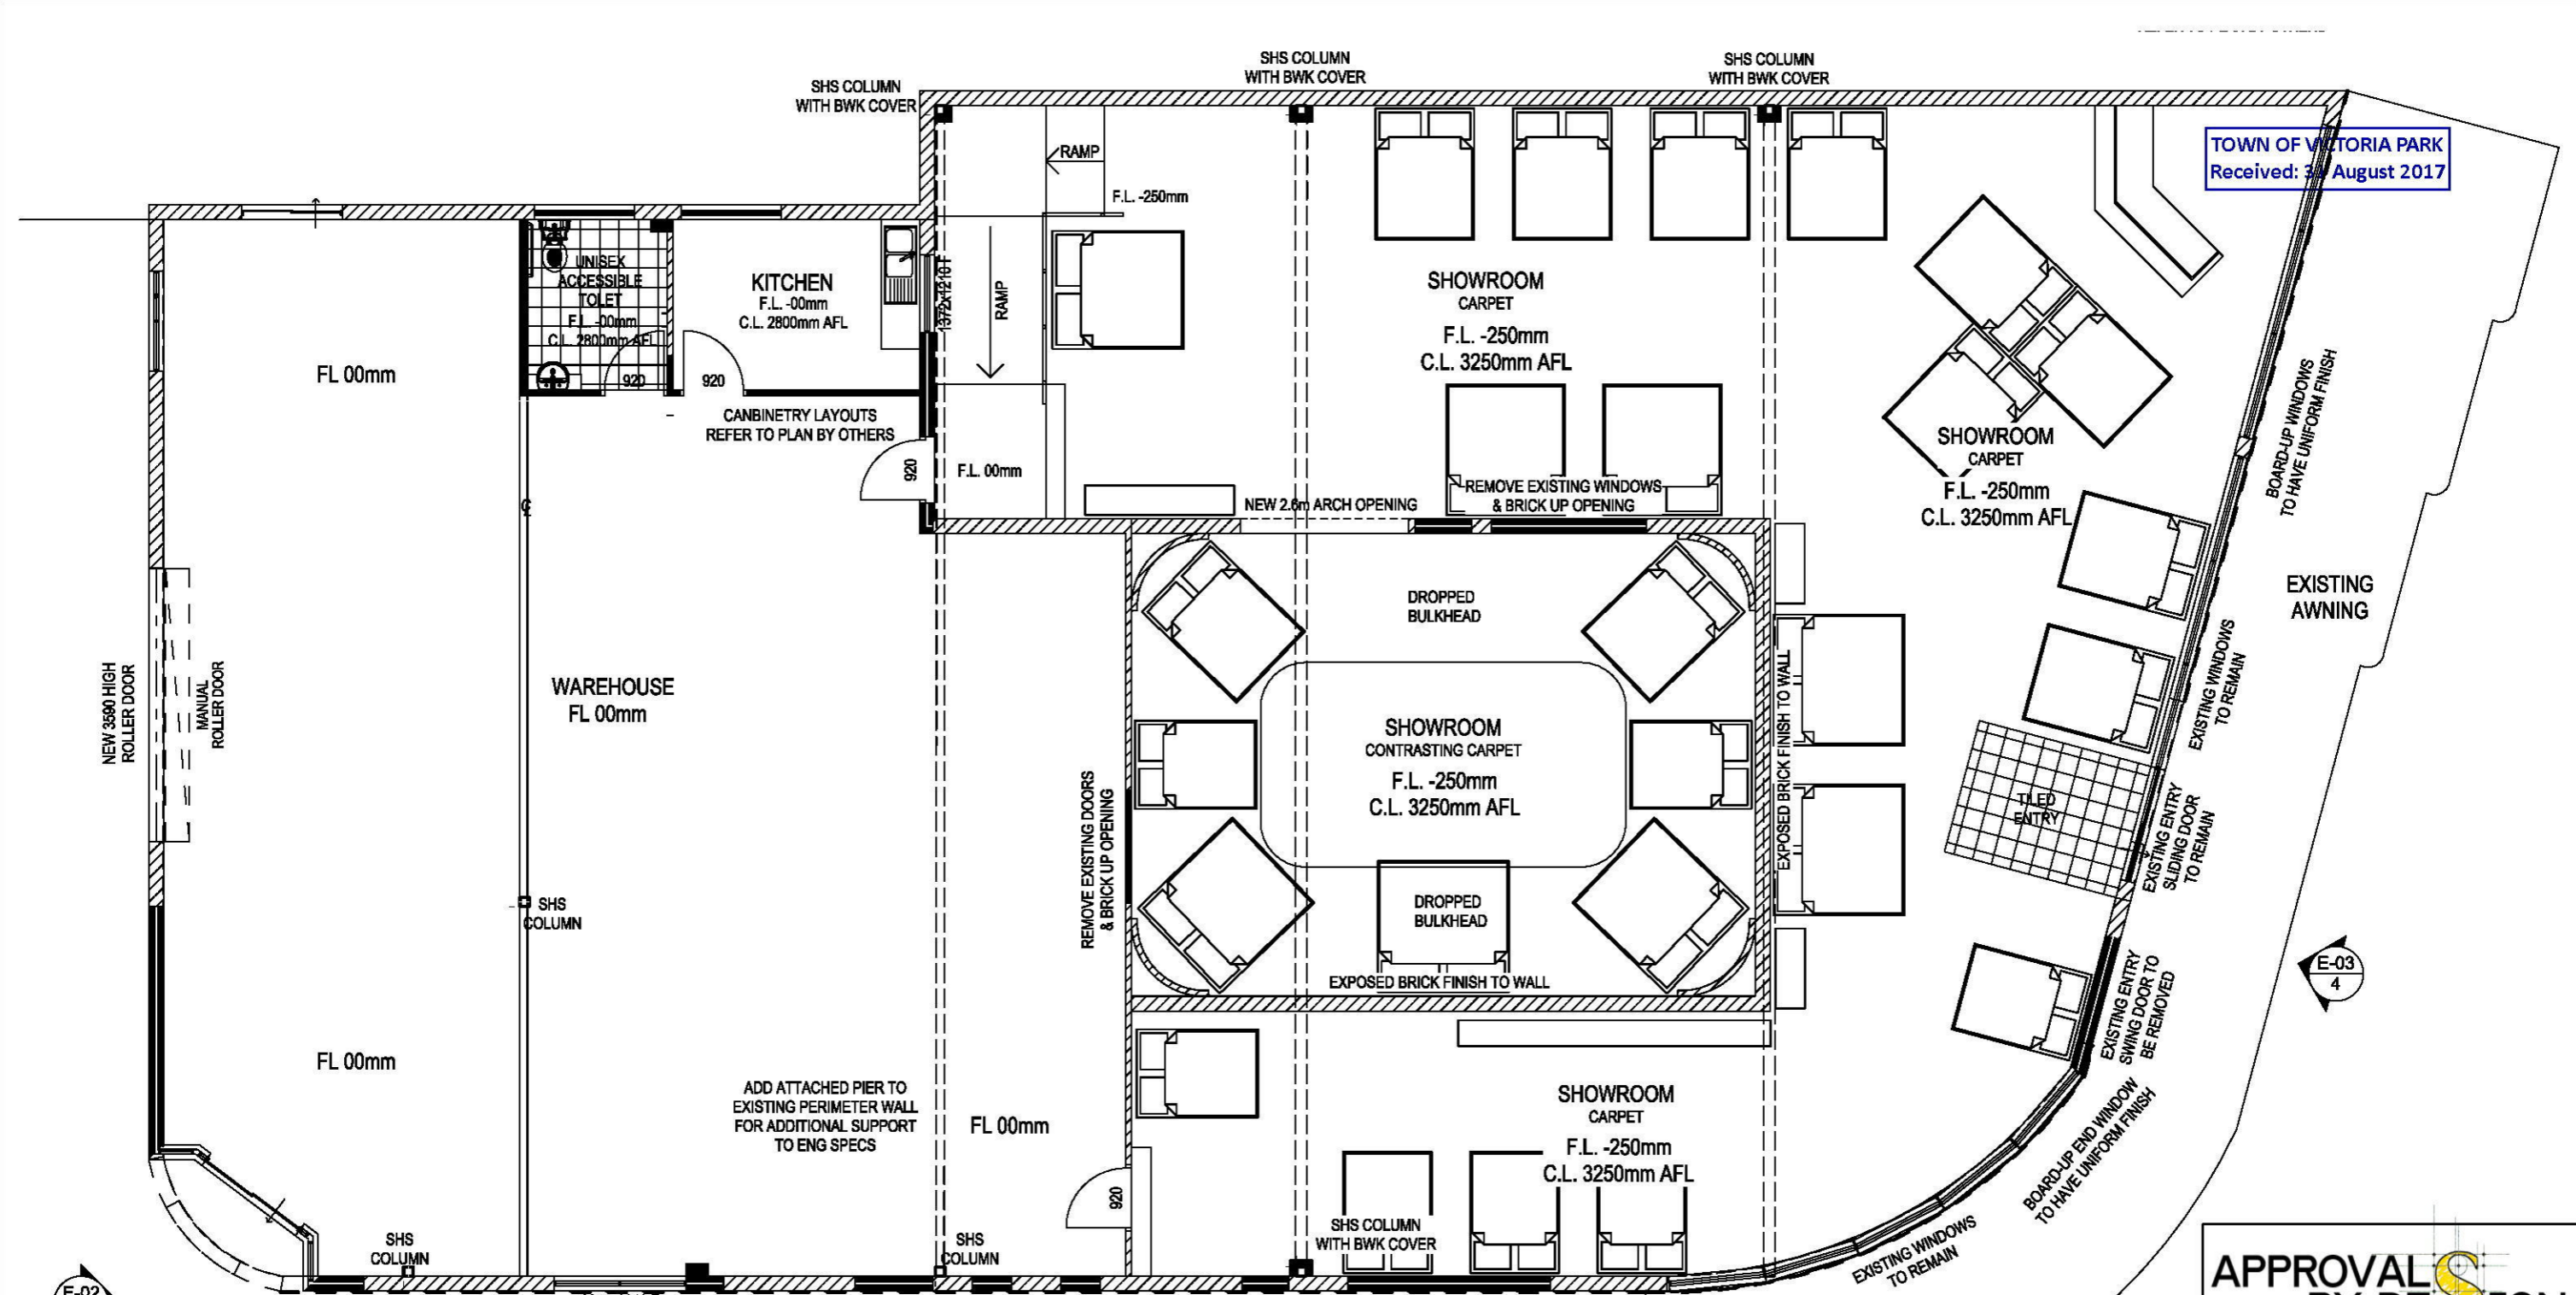 SHS COLUMN
WITH BWK COVER
SHS COLUMN
WITH BWK COVER
SHS COLUMN
WITH BWK COVER
TOWN OF VICTORIA PARK
Received: 31 August 2017
RAMP
F.L. -250mm
RAMP
UNISEX
ACCESSIBLE
TOLET
F.L. -00mm
C.L. 2800mm AFL
920
KITCHEN
F.L. -00mm
C.L. 2800mm AFL
920
SHOWROOM
CARPET
F.L. -250mm
C.L. 3250mm AFL
FL 00mm
CANBINETRY LAYOUTS
REFER TO PLAN BY OTHERS
920
F.L. 00mm
NEW 2.6m ARCH OPENING
REMOVE EXISTING WINDOWS
& BRICK UP OPENING
SHOWROOM
CARPET
F.L. -250mm
C.L. 3250mm AFL
BOARD-UP WINDOWS
TO HAVE UNIFORM FINISH
EXISTING
AWNING
DROPPED
BULKHEAD
NEW 3590 HIGH
ROLLER DOOR
MANUAL
ROLLER DOOR
WAREHOUSE
FL 00mm
SHOWROOM
CONTRASTING CARPET
F.L. -250mm
C.L. 3250mm AFL
EXPOSED BRICK FINISH TO WALL
EXISTING WINDOWS
TO REMAIN
TILED
ENTRY
EXISTING ENTRY
SLIDING DOOR
TO REMAIN
REMOVE EXISTING DOORS
& BRICK UP OPENING
SHS
COLUMN
DROPPED
BULKHEAD
EXPOSED BRICK FINISH TO WALL
EXISTING ENTRY
SWING DOOR TO
BE REMOVED
E-03
4
FL 00mm
ADD ATTACHED PIER TO
EXISTING PERIMETER WALL
FOR ADDITIONAL SUPPORT
TO ENG SPECS
FL 00mm
SHOWROOM
CARPET
F.L. -250mm
C.L. 3250mm AFL
BOARD-UP END WINDOW
TO HAVE UNIFORM FINISH
920
SHS COLUMN
WITH BWK COVER
EXISTING WINDOWS
TO REMAIN
SHS
COLUMN
SHS
COLUMN
E-02
APPROVAL